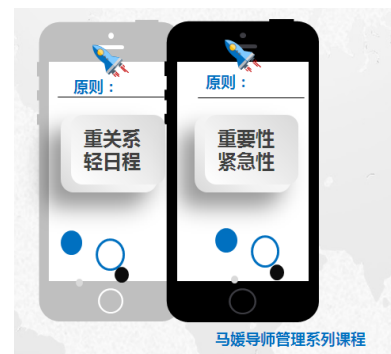 原则：
重关系
轻日程
原则：
重要性
紧急性
马媛导师管理系列课程